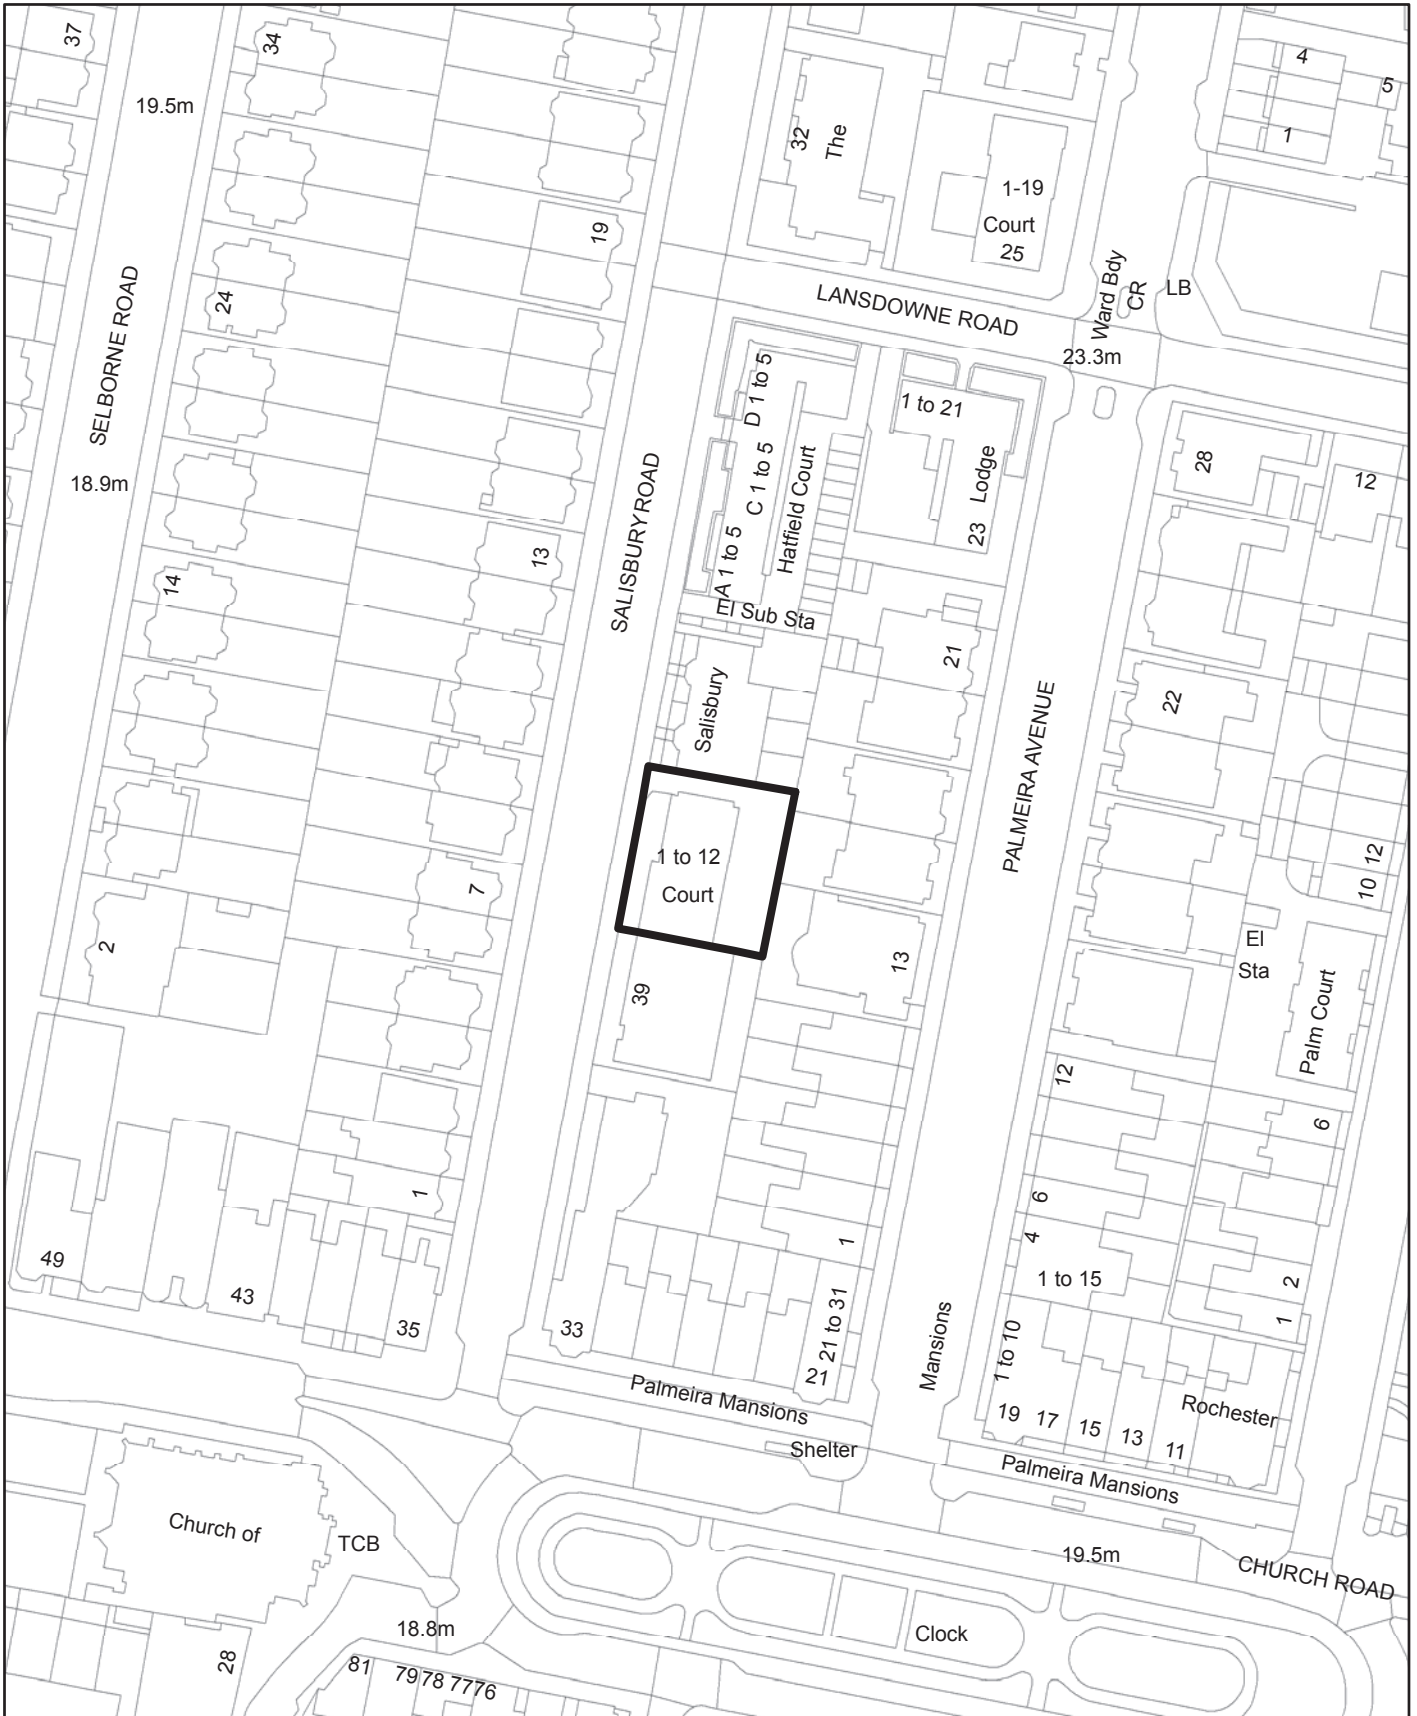 37
34
19.5m
4
5
1
32
The
1-19
Court
25
19
SELBORNE ROAD
24
LANSDOWNE ROAD
Ward Bdy
CR
LB
23.3m
D 1 to 5
1 to 21
C 1 to 5
Hatfield Court
Lodge
23
28
12
18.9m
SALISBURY ROAD
13
A 1 to 5
El Sub Sta
14
21
Salisbury
PALMEIRA AVENUE
22
1 to 12
Court
12
10
7
2
13
El
Sta
39
Palm Court
12
6
1
6
4
1
1 to 15
2
1
49
43
35
33
21 to 31
21
Mansions
1 to 10
19
17
15
13
11
Rochester
Palmeira Mansions
Shelter
Palmeira Mansions
Church of
TCB
19.5m
CHURCH ROAD
18.8m
Clock
28
81
79
78
77
76